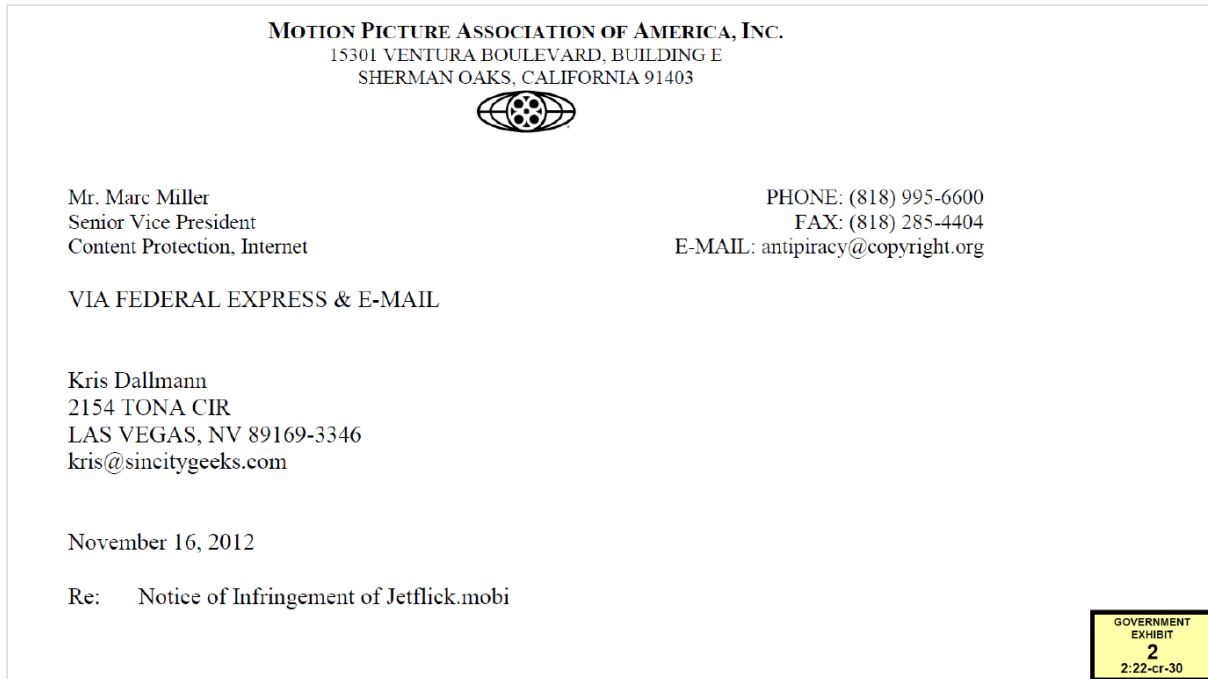 MOTION PICTURE ASSOCIATION OF AMERICA, INC.
15301 VENTURA BOULEVARD, BUILDING E
SHERMAN OAKS, CALIFORNIA 91403
Mr. Marc Miller
Senior Vice President
Content Protection, Internet
PHONE: (818) 995-6600
FAX: (818) 285-4404
E-MAIL: antipiracy@copyright.org
VIA FEDERAL EXPRESS & E-MAIL
Kris Dallmann
2154 TONA CIR
LAS VEGAS, NV 89169-3346
kris@sincitygeeks.com
November 16, 2012
Re: Notice of Infringement of Jetflick.mobi
GOVERNMENT
EXHIBIT
2
2:22-cr-30